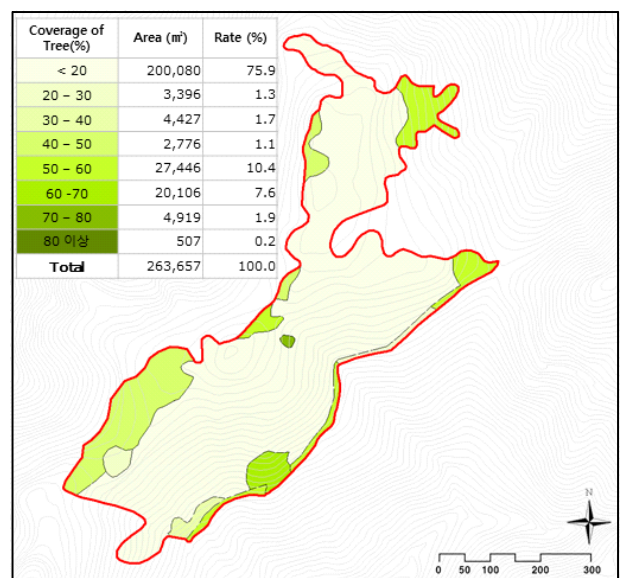 Coverage of Tree(%) Area (㎡) Rate (%)
< 20 200,080 75.9
20 – 30 3,396 1.3
30 – 40 4,427 1.7
40 – 50 2,776 1.1
50 – 60 27,446 10.4
60 -70 20,106 7.6
70 – 80 4,919 1.9
80 이상 507 0.2
Total 263,657 100.0
N
0 50 100 200 300